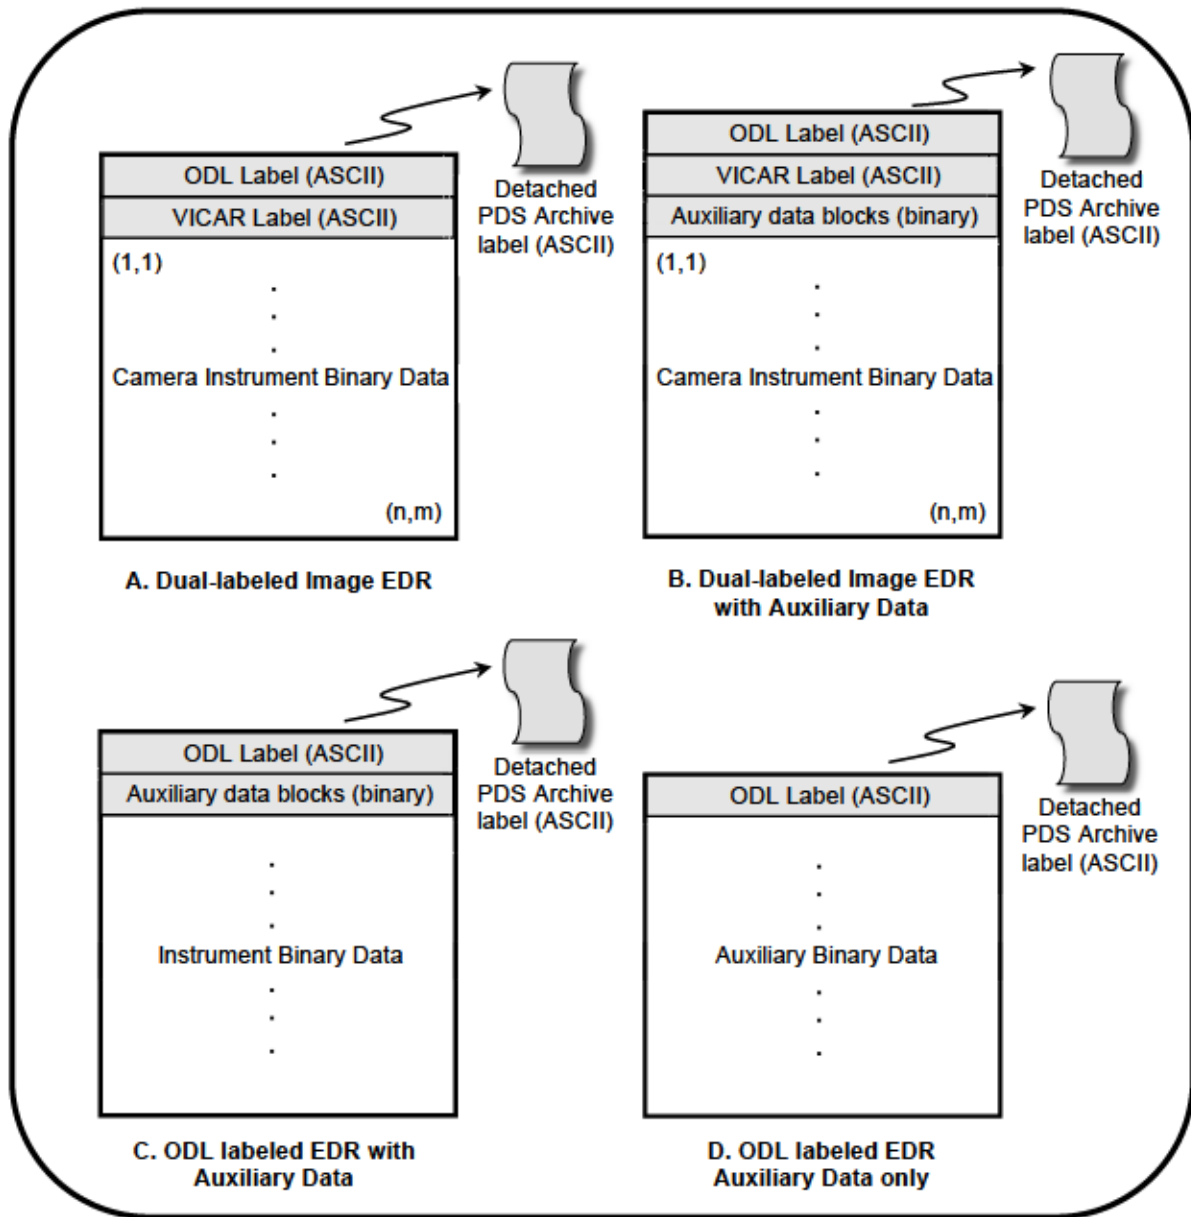 ODL Label (ASCII)
VICAR Label (ASCII)
(1,1)
Camera Instrument Binary Data
(n,m)
Detached
PDS Archive
label (ASCII)
A. Dual-labeled Image EDR
ODL Label (ASCII)
VICAR Label (ASCII)
Auxiliary data blocks (binary)
(1,1)
Camera Instrument Binary Data
(n,m)
Detached
PDS Archive
label (ASCII)
B. Dual-labeled Image EDR
with Auxiliary Data
ODL Label (ASCII)
Auxiliary data blocks (binary)
Instrument Binary Data
Detached
PDS Archive
label (ASCII)
C. ODL labeled EDR with
Auxiliary Data
ODL Label (ASCII)
Auxiliary Binary Data
Detached
PDS Archive
label (ASCII)
D. ODL labeled EDR
Auxiliary Data only